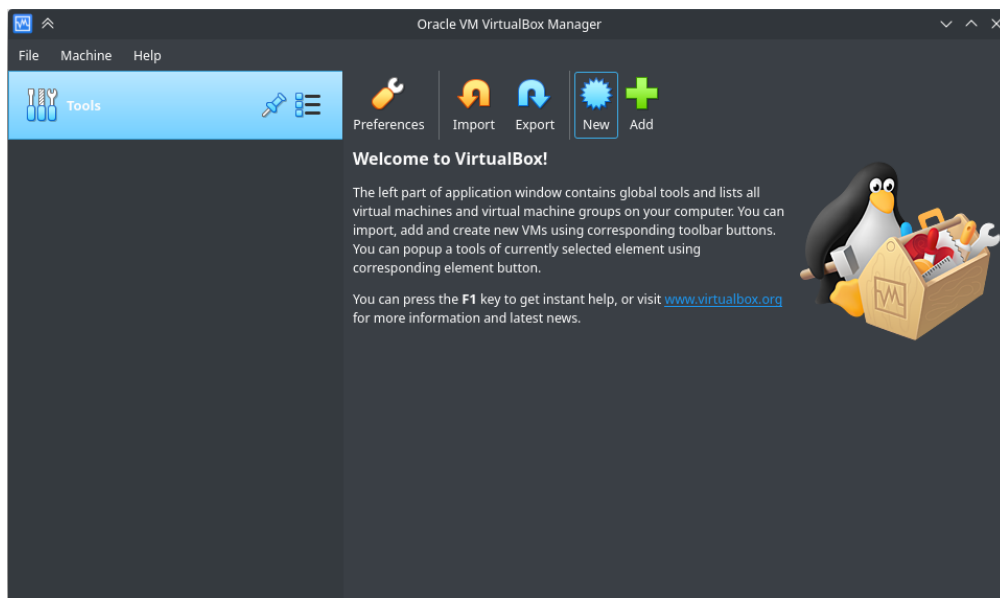 Oracle VM VirtualBox Manager
File Machine Help
Tools
Preferences Import Export New Add
Welcome to VirtualBox!
The left part of application window contains global tools and lists all
virtual machines and virtual machine groups on your computer. You can
import, add and create new VMs using corresponding toolbar buttons.
You can popup a tools of currently selected element using
corresponding element button.
You can press the F1 key to get instant help, or visit www.virtualbox.org
for more information and latest news.